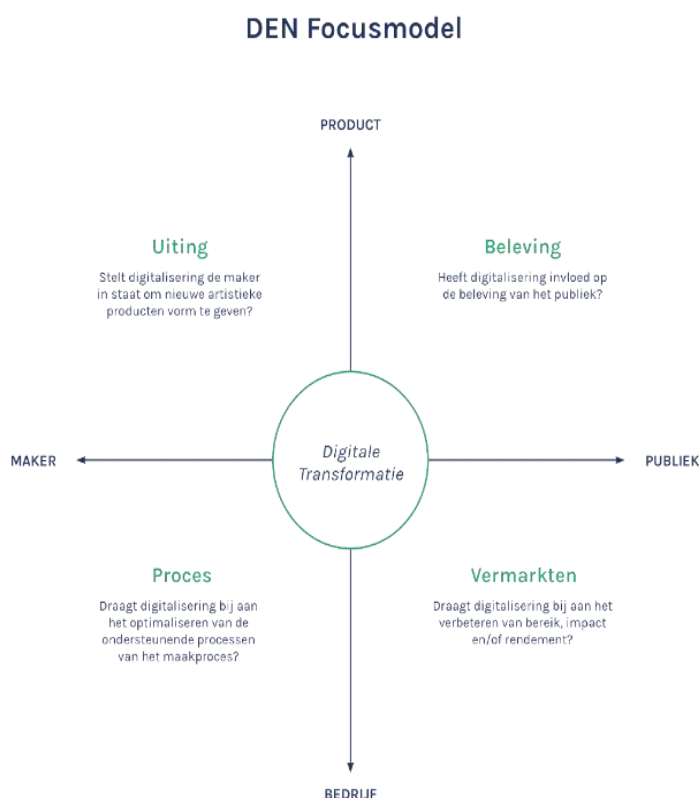 DEN Focusmodel
PRODUCT
Uiting
Stelt digitalisering de maker
in staat om nieuwe artistieke
producten vorm te geven?
Beleving
Heeft digitalisering invloed op
de beleving van het publiek?
MAKER
Digitale
Transformatie
PUBLIEK
Proces
Draagt digitalisering bij aan
het optimaliseren van de
ondersteunende processen
van het maakproces?
Vermarkten
Draagt digitalisering bij aan het
verbeteren van bereik, impact
en/of rendement?
BEDRIJF